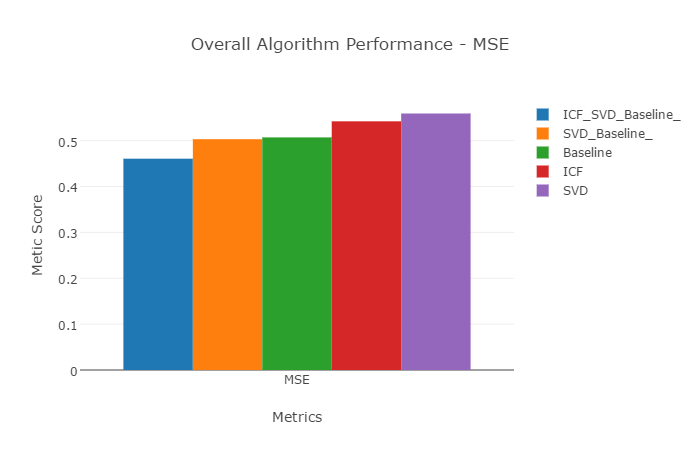 Overall Algorithm Performance - MSE
ICF_SVD_Baseline_
SVD_Baseline_
Baseline
ICF
SVD
Metic Score
0.5
0.4
0.3
0.2
0.1
0
MSE
Metrics